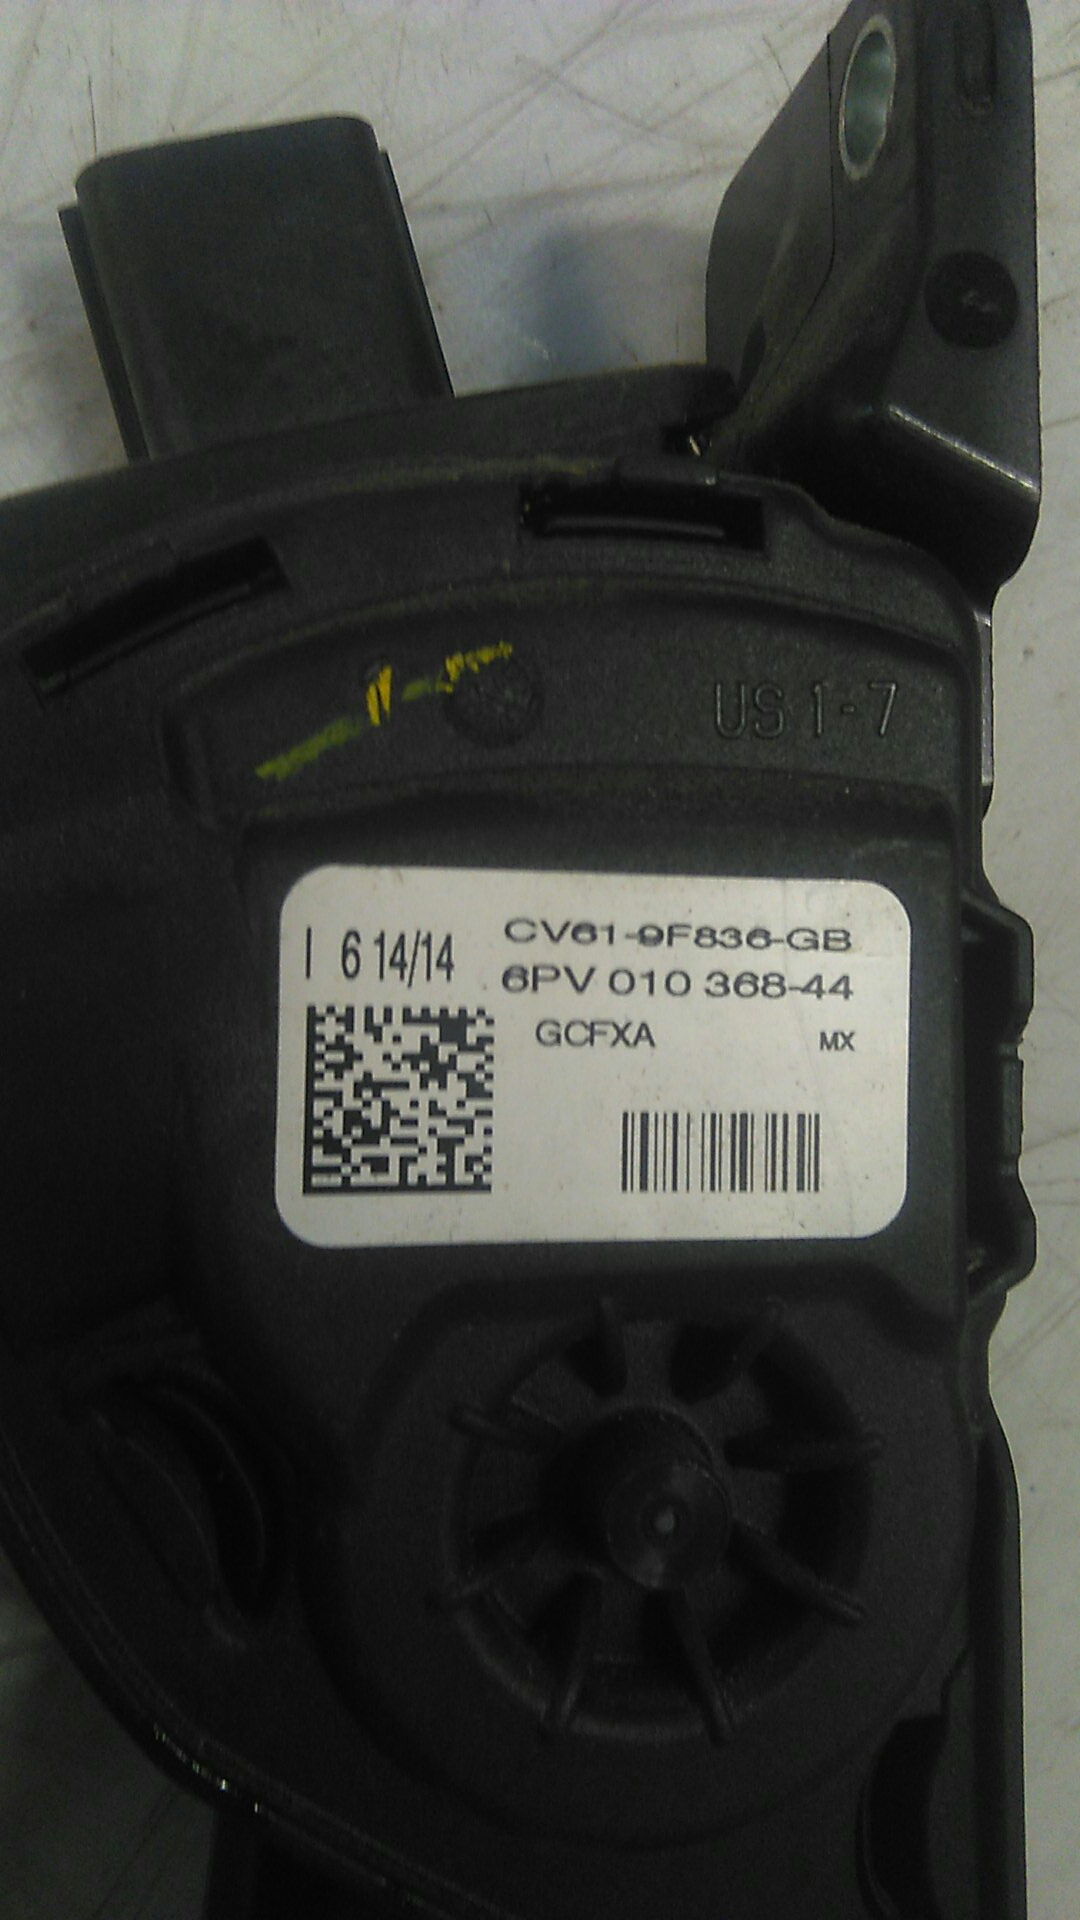 US 1-7
I 6 14/14
CV61-9F836-GB
6PV 010 368-44
GCFXA MX